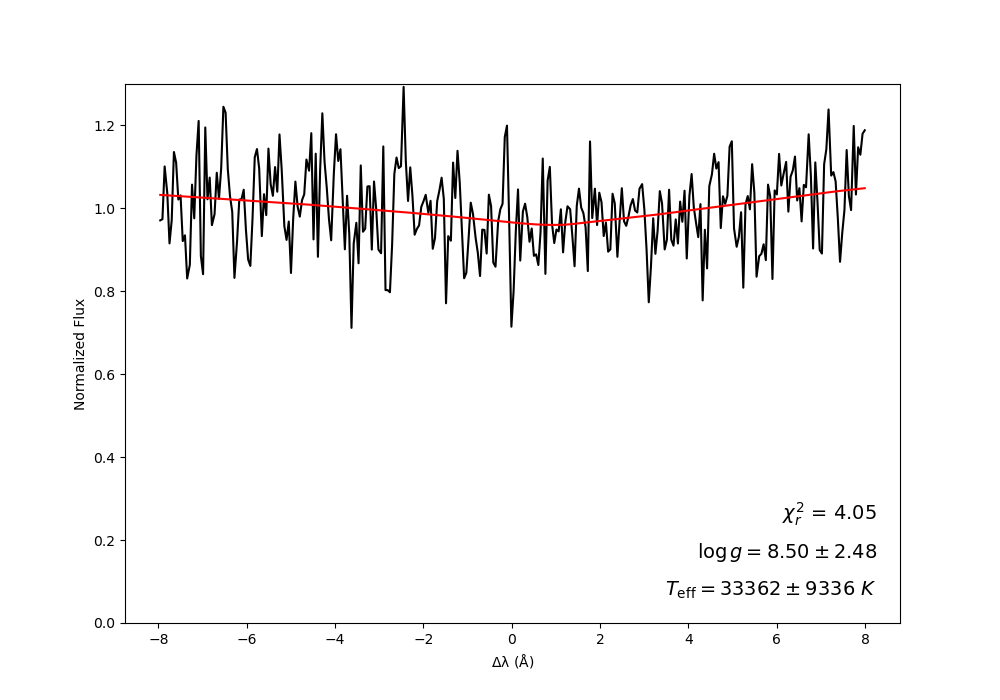 1.2
1.0
0.8
0.6
0.4
0.2
0.0
Normalized Flux
χ²ᵣ = 4.05
log g = 8.50 ± 2.48
T_eff = 33362 ± 9336 K
−8 −6 −4 −2 0 2 4 6 8
Δλ (Å)